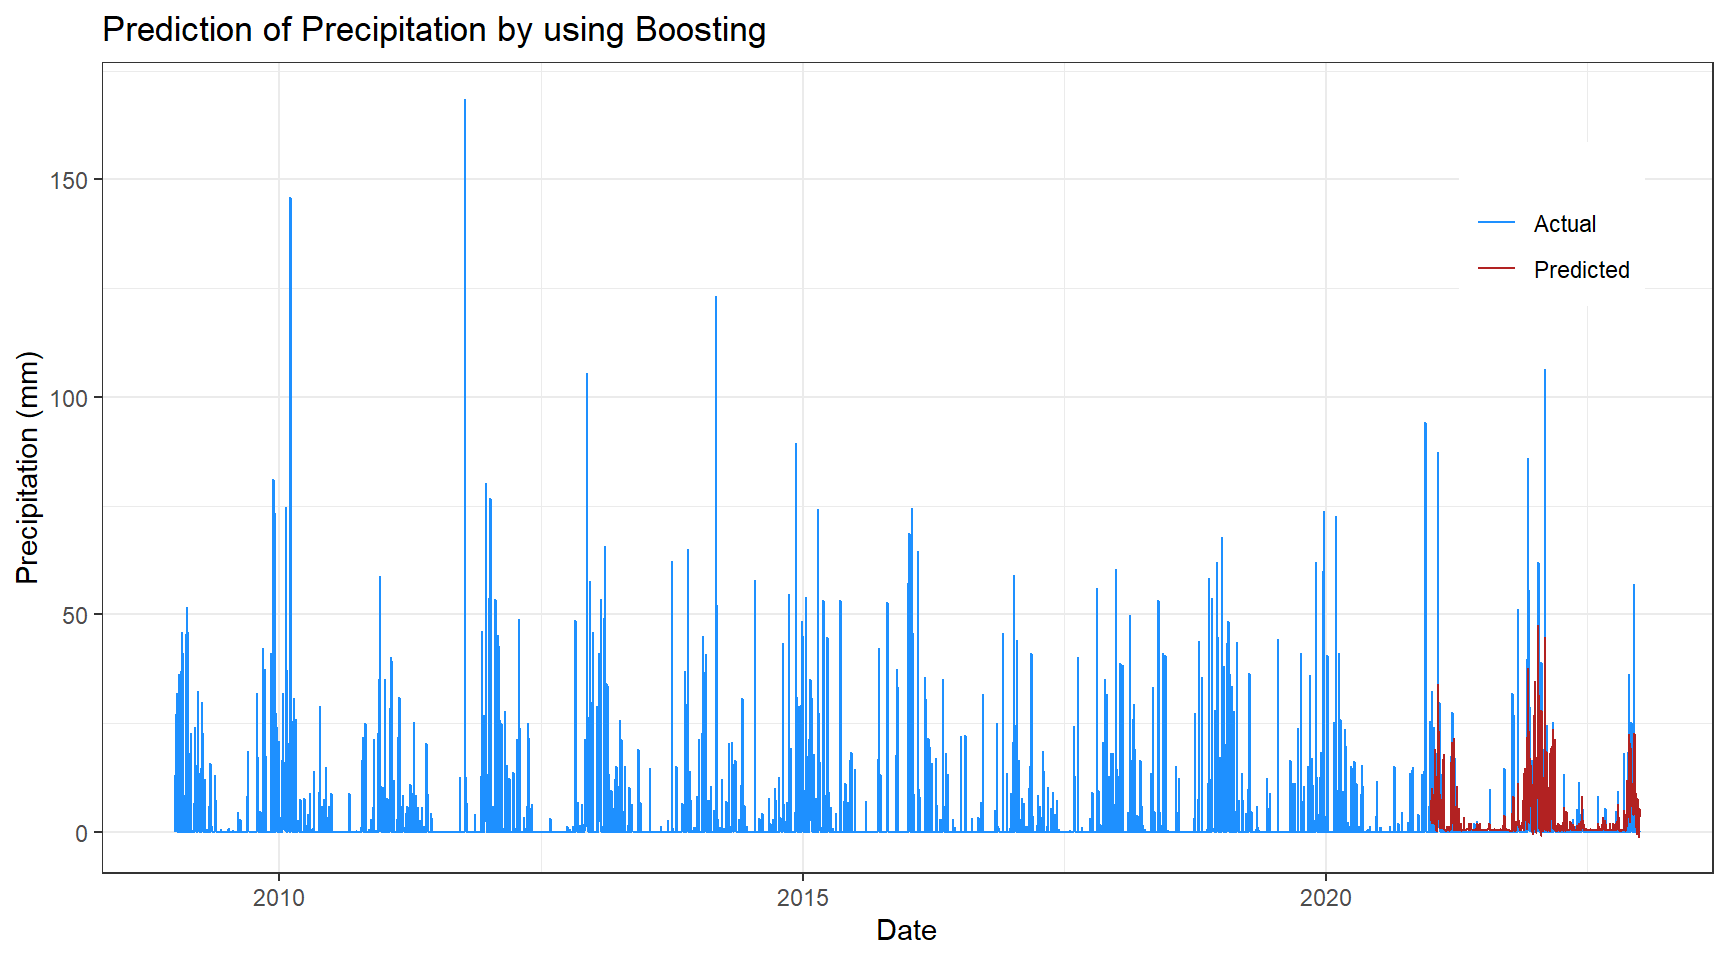 Prediction of Precipitation by using Boosting
Precipitation (mm)
150
100
50
0
Actual
Predicted
2010
2015
2020
Date